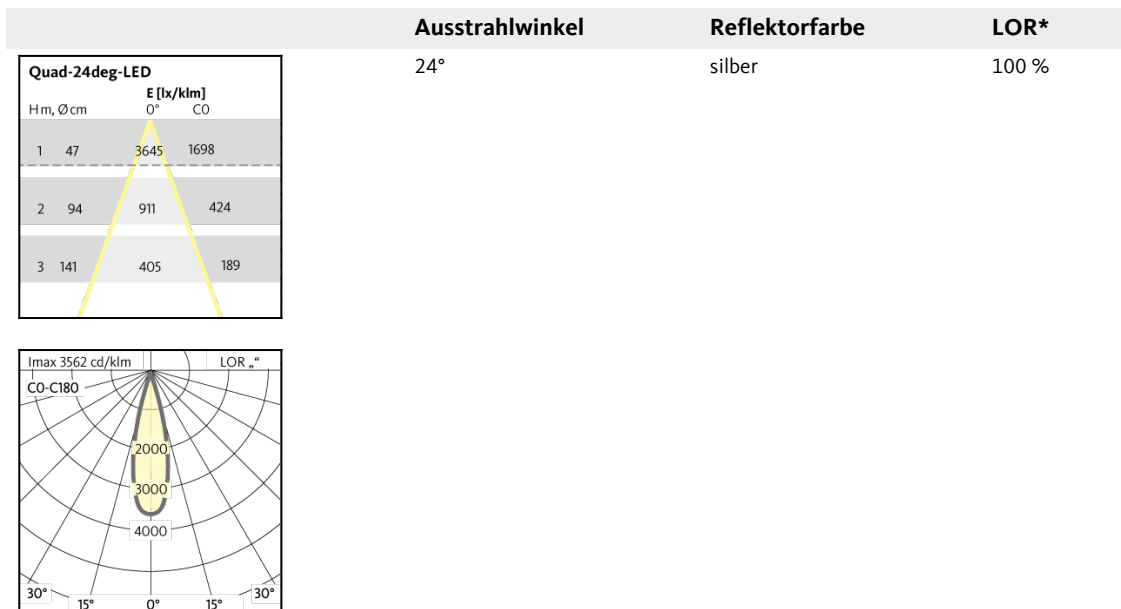 Ausstrahlwinkel Reflektorfarbe LOR*
24° silber 100 %
Quad-24deg-LED
E [lx/klm]
H m, Ø cm 0° C0
1 47 3645 1698
2 94 911 424
3 141 405 189
Imax 3562 cd/klm LOR „“
C0-C180
2000
3000
4000
30° 15° 0° 15° 30°